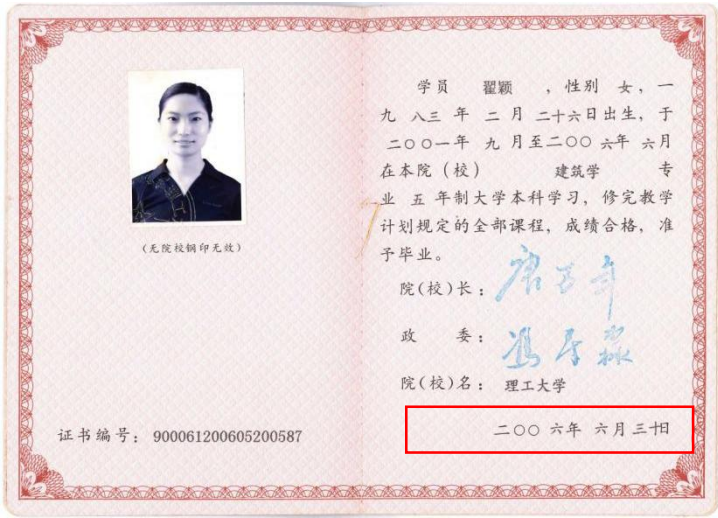 (无院校钢印无效)
证书编号：900061200605200587
学员 翟颖 ，性别 女，一
九 八三 年 二 月 二十六日出生，于
二〇〇一年 九 月至二〇〇 六年 六月
在本院（校） 建筑学 专
业 五 年制大学本科学习，修完教学
计划规定的全部课程，成绩合格，准
予毕业。
院(校)长：
政 委：
院(校)名：理工大学
二〇〇 六年 六月 三十日